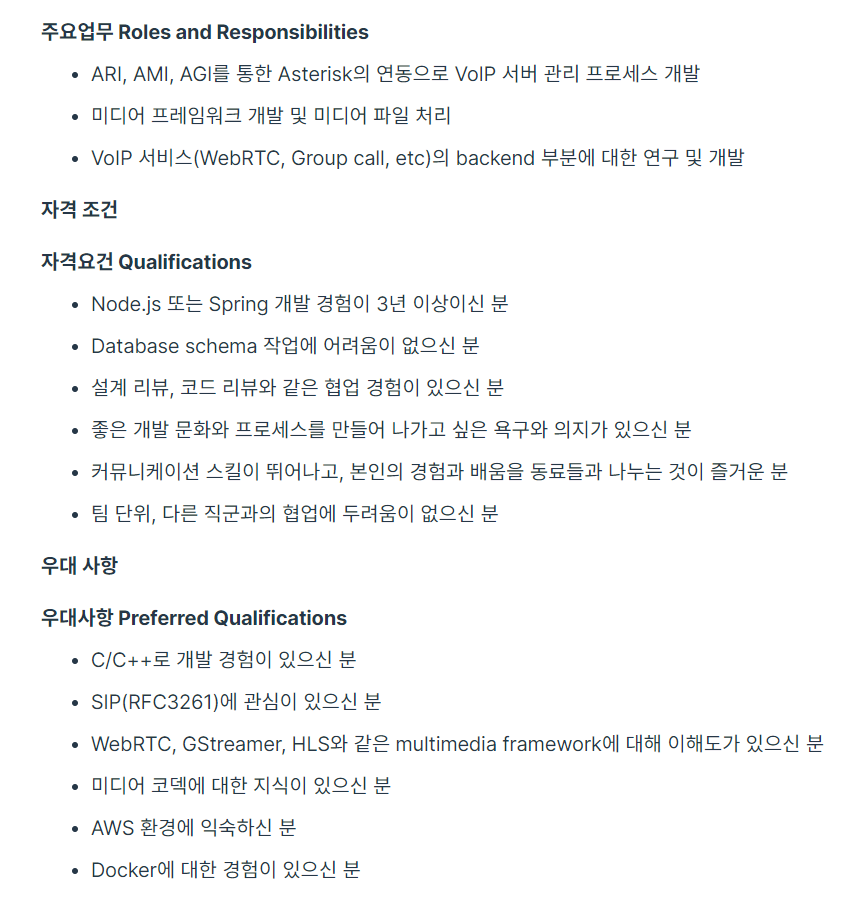 주요업무 Roles and Responsibilities
• ARI, AMI, AGI를 통한 Asterisk의 연동으로 VoIP 서버 관리 프로세스 개발
• 미디어 프레임워크 개발 및 미디어 파일 처리
• VoIP 서비스(WebRTC, Group call, etc)의 backend 부분에 대한 연구 및 개발
자격 조건
자격요건 Qualifications
• Node.js 또는 Spring 개발 경험이 3년 이상이신 분
• Database schema 작업에 어려움이 없으신 분
• 설계 리뷰, 코드 리뷰와 같은 협업 경험이 있으신 분
• 좋은 개발 문화와 프로세스를 만들어 나가고 싶은 욕구와 의지가 있으신 분
• 커뮤니케이션 스킬이 뛰어나고, 본인의 경험과 배움을 동료들과 나누는 것이 즐거운 분
• 팀 단위, 다른 직군과의 협업에 두려움이 없으신 분
우대 사항
우대사항 Preferred Qualifications
• C/C++로 개발 경험이 있으신 분
• SIP(RFC3261)에 관심이 있으신 분
• WebRTC, GStreamer, HLS와 같은 multimedia framework에 대해 이해도가 있으신 분
• 미디어 코덱에 대한 지식이 있으신 분
• AWS 환경에 익숙하신 분
• Docker에 대한 경험이 있으신 분